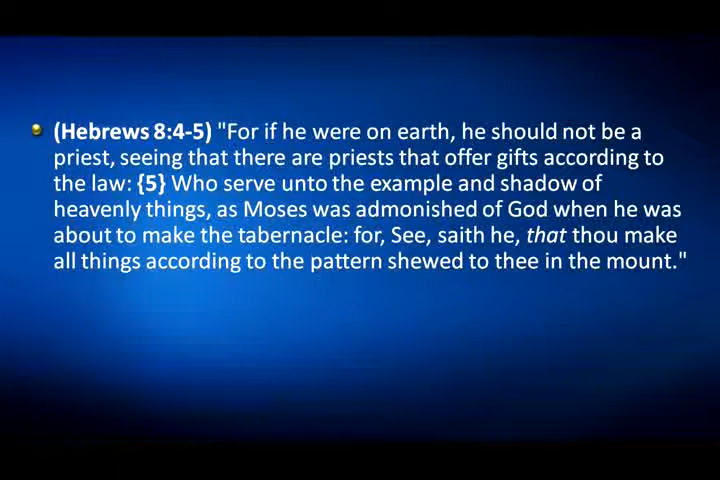 (Hebrews 8:4-5) "For if he were on earth, he should not be a
priest, seeing that there are priests that offer gifts according to
the law: {5} Who serve unto the example and shadow of
heavenly things, as Moses was admonished of God when he was
about to make the tabernacle: for, See, saith he, that thou make
all things according to the pattern shewed to thee in the mount."